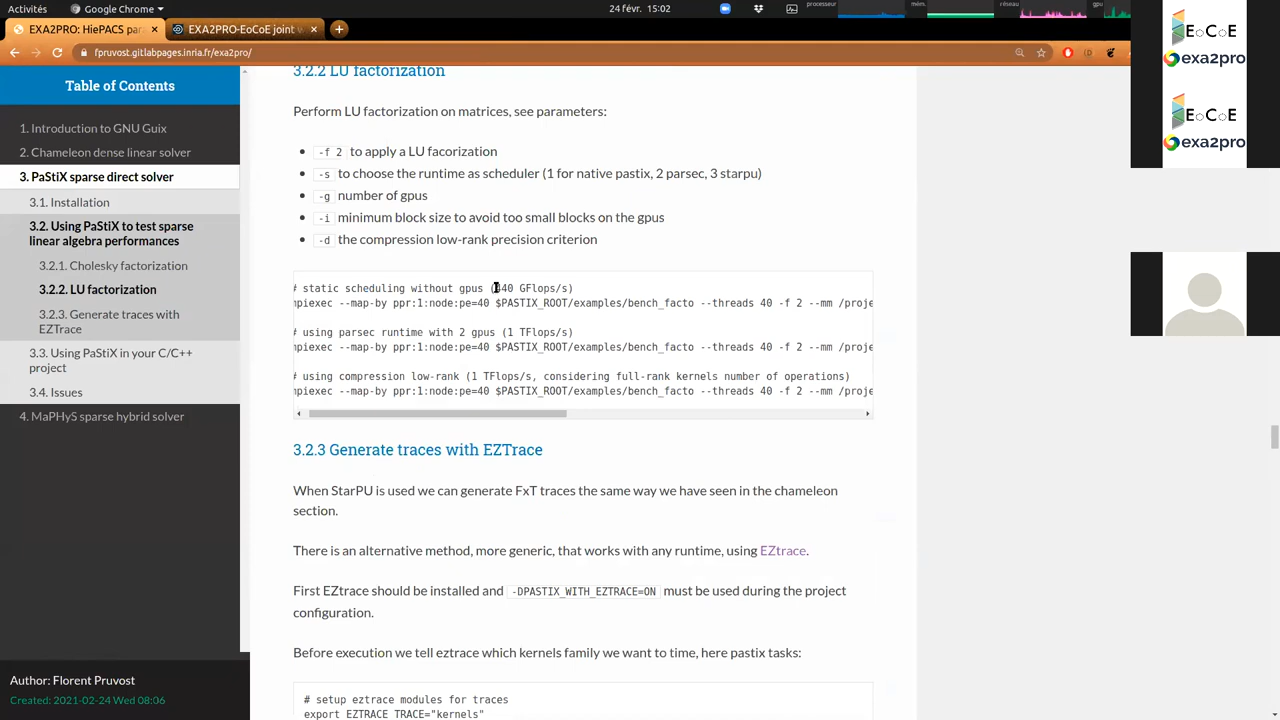 Activités
Google Chrome
24 févr. 15:02
processeur
mém.
réseau
gpu
EXA2PRO: HiePACS par
EXA2PRO-EoCoE joint w
fpruvost.gitlabpages.inria.fr/exa2pro/
Table of Contents
1. Introduction to GNU Guix
2. Chameleon dense linear solver
3. PaStiX sparse direct solver
3.1. Installation
3.2. Using PaStiX to test sparse
linear algebra performances
3.2.1. Cholesky factorization
3.2.2. LU factorization
3.2.3. Generate traces with
EZTrace
3.3. Using PaStiX in your C/C++
project
3.4. Issues
4. MaPHyS sparse hybrid solver
Author: Florent Pruvost
Created: 2021-02-24 Wed 08:06
3.2.2 LU factorization
Perform LU factorization on matrices, see parameters:
-f 2 to apply a LU facorization
-s to choose the runtime as scheduler (1 for native pastix, 2 parsec, 3 starpu)
-g number of gpus
-i minimum block size to avoid too small blocks on the gpus
-d the compression low-rank precision criterion
# static scheduling without gpus ( 40 GFlops/s)
mpiexec --map-by ppr:1:node:pe=40 $PASTIX_ROOT/examples/bench_facto --threads 40 -f 2 --mm /proje
# using parsec runtime with 2 gpus (1 TFlops/s)
mpiexec --map-by ppr:1:node:pe=40 $PASTIX_ROOT/examples/bench_facto --threads 40 -f 2 --mm /proje
# using compression low-rank (1 TFlops/s, considering full-rank kernels number of operations)
mpiexec --map-by ppr:1:node:pe=40 $PASTIX_ROOT/examples/bench_facto --threads 40 -f 2 --mm /proje
3.2.3 Generate traces with EZTrace
When StarPU is used we can generate FxT traces the same way we have seen in the chameleon
section.
There is an alternative method, more generic, that works with any runtime, using EZtrace.
First EZtrace should be installed and -DPASTIX_WITH_EZTRACE=ON must be used during the project
configuration.
Before execution we tell eztrace which kernels family we want to time, here pastix tasks:
# setup eztrace modules for traces
export EZTRACE_TRACE="kernels"
EoCoE
exa2pro
EoCoE
exa2pro